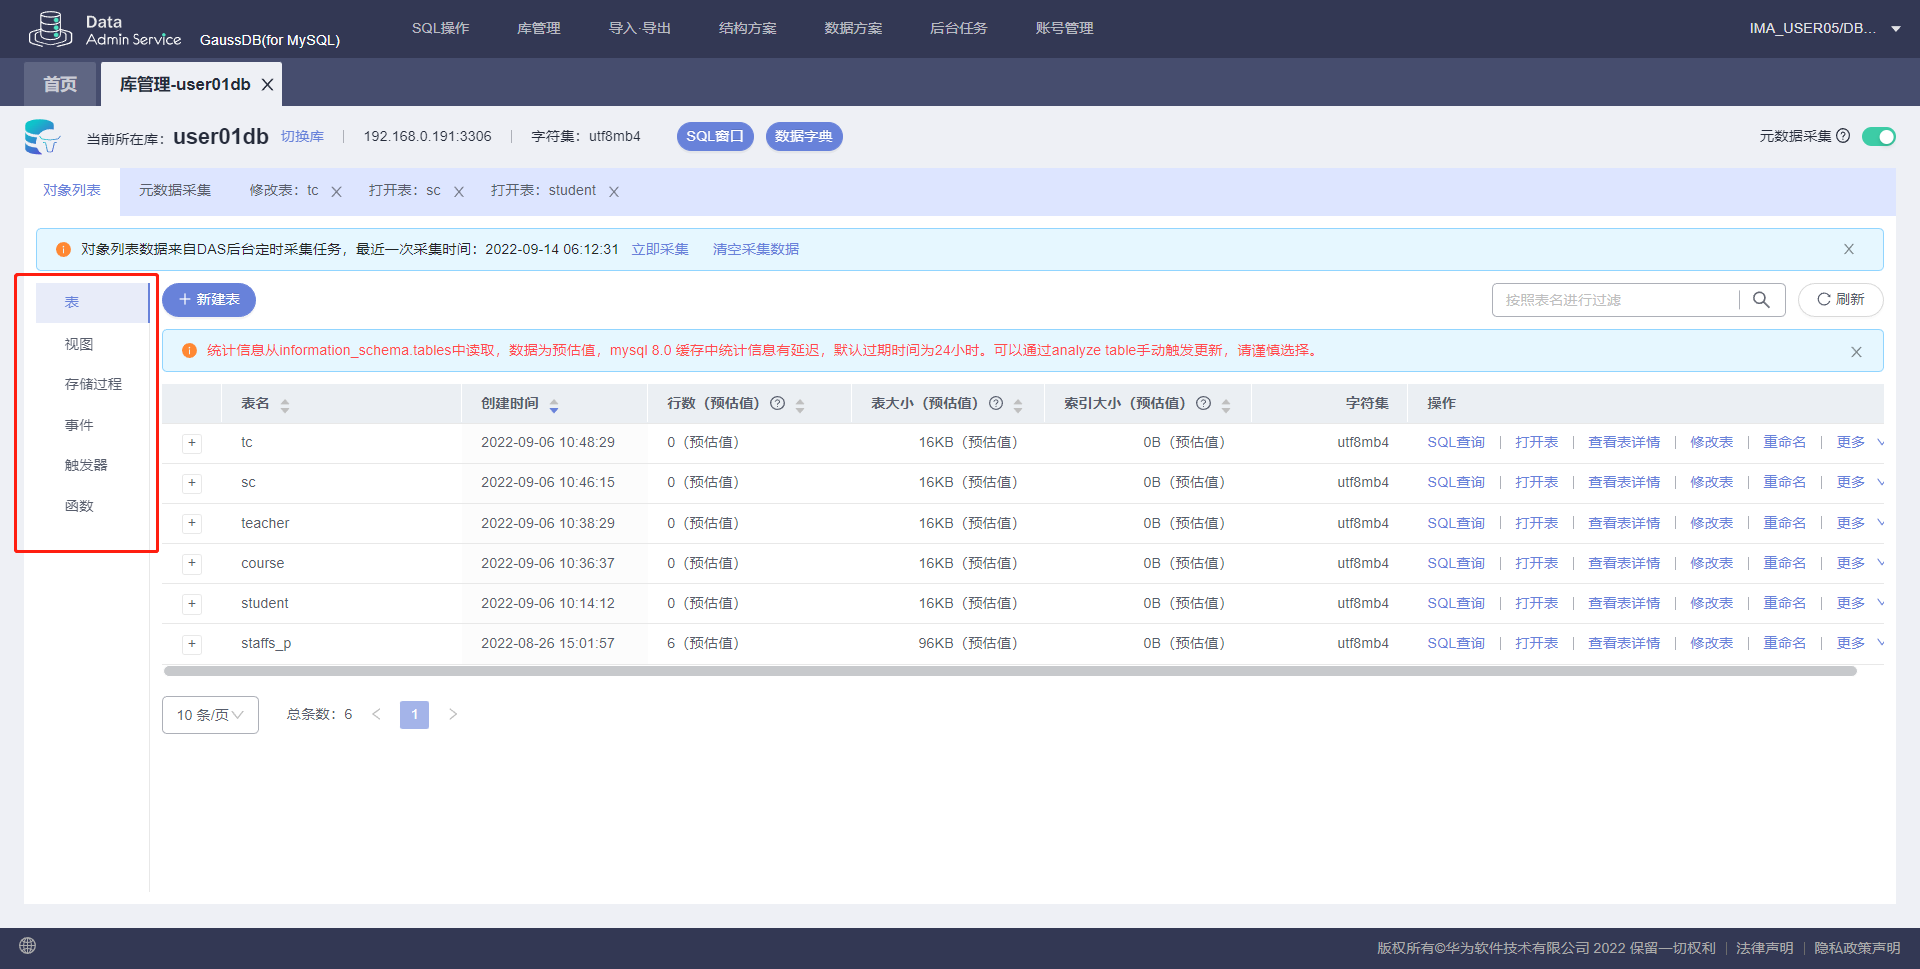 Data
Admin Service
GaussDB(for MySQL)
SQL操作 库管理 导入·导出 结构方案 数据方案 后台任务 账号管理
IMA_USER05/DB...
首页 库管理-user01db
当前所在库: user01db 切换库 | 192.168.0.191:3306 | 字符集: utf8mb4 SQL窗口 数据字典 元数据采集
对象列表 元数据采集 修改表: tc 打开表: sc 打开表: student
对象列表数据来自DAS后台定时采集任务，最近一次采集时间：2022-09-14 06:12:31 立即采集 清空采集数据
表
视图
存储过程
事件
触发器
函数
+ 新建表 按照表名进行过滤 刷新
统计信息从information_schema.tables中读取，数据为预估值，mysql 8.0 缓存中统计信息有延迟，默认过期时间为24小时。可以通过analyze table手动触发更新，请谨慎选择。
表名 创建时间 行数（预估值） 表大小（预估值） 索引大小（预估值） 字符集 操作
+ tc 2022-09-06 10:48:29 0（预估值） 16KB（预估值） 0B（预估值） utf8mb4 SQL查询 | 打开表 | 查看表详情 | 修改表 | 重命名 | 更多
+ sc 2022-09-06 10:46:15 0（预估值） 16KB（预估值） 0B（预估值） utf8mb4 SQL查询 | 打开表 | 查看表详情 | 修改表 | 重命名 | 更多
+ teacher 2022-09-06 10:38:29 0（预估值） 16KB（预估值） 0B（预估值） utf8mb4 SQL查询 | 打开表 | 查看表详情 | 修改表 | 重命名 | 更多
+ course 2022-09-06 10:36:37 0（预估值） 16KB（预估值） 0B（预估值） utf8mb4 SQL查询 | 打开表 | 查看表详情 | 修改表 | 重命名 | 更多
+ student 2022-09-06 10:14:12 0（预估值） 16KB（预估值） 0B（预估值） utf8mb4 SQL查询 | 打开表 | 查看表详情 | 修改表 | 重命名 | 更多
+ staffs_p 2022-08-26 15:01:57 6（预估值） 96KB（预估值） 0B（预估值） utf8mb4 SQL查询 | 打开表 | 查看表详情 | 修改表 | 重命名 | 更多
10 条/页 总条数: 6 < 1 >
版权所有©华为软件技术有限公司 2022 保留一切权利 | 法律声明 | 隐私政策声明